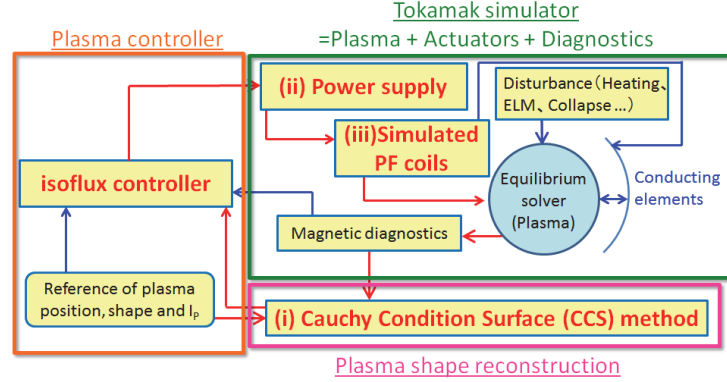 Tokamak simulator
=Plasma + Actuators + Diagnostics
Plasma controller
(ii) Power supply
Disturbance(Heating、
ELM、Collapse ...)
(iii)Simulated
PF coils
isoflux controller
Equilibrium
solver
(Plasma)
Conducting
elements
Magnetic diagnostics
Reference of plasma
position, shape and IP
(i) Cauchy Condition Surface (CCS) method
Plasma shape reconstruction